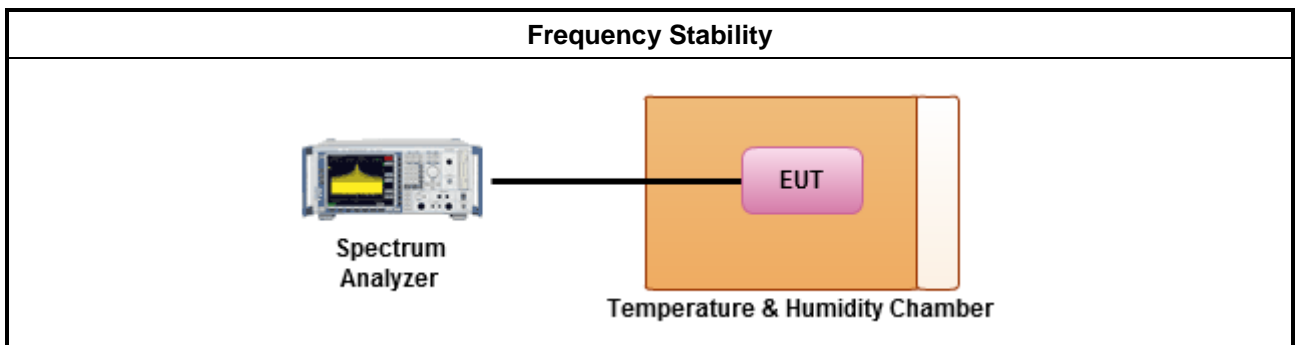 Frequency Stability
EUT
Spectrum
Analyzer
Temperature & Humidity Chamber